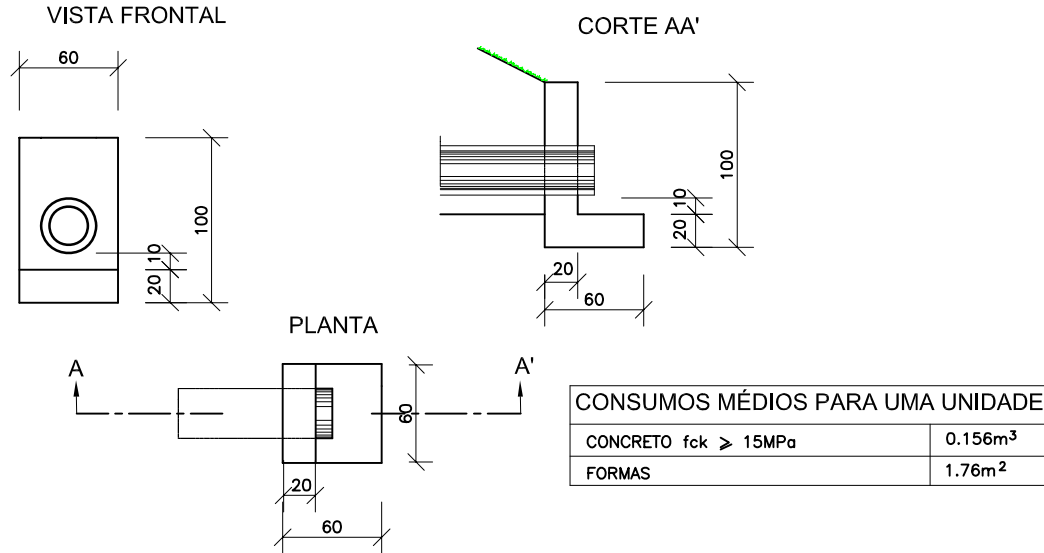 VISTA FRONTAL
60
100
10
20
CORTE AA'
100
10
20
20
60
PLANTA
A
A'
60
20
60
CONSUMOS MÉDIOS PARA UMA UNIDADE
CONCRETO fck ⩾ 15MPa 0.156m³
FORMAS 1.76m²